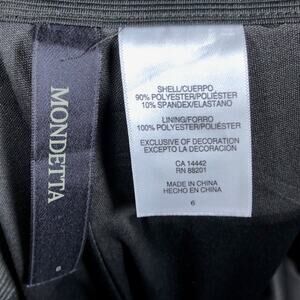 MONDETTA
SHELL/CUERPO
90% POLYESTER/POLIÉSTER
10% SPANDEX/ELASTANO
LINING/FORRO
100% POLYESTER/POLIÉSTER
EXCLUSIVE OF DECORATION
EXCEPTO LA DECORACIÓN
CA 14442
RN 88201
MADE IN CHINA
HECHO EN CHINA
6